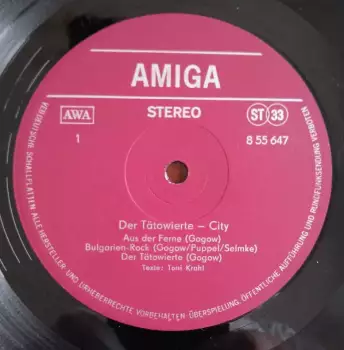 AMIGA
AWA
STEREO
ST 33
1
8 55 647
Der Tätowierte – City
Aus der Ferne (Gogow)
Bulgarien-Rock (Gogow/Puppel/Selmke)
Der Tätowierte (Gogow)
Texte: Toni Krahl
VEB DEUTSCHE SCHALLPLATTEN · ALLE HERSTELLER- UND URHEBERRECHTE VORBEHALTEN · ÜBERSPIELUNG, ÖFFENTLICHE AUFFÜHRUNG UND RUNDFUNKSENDUNG VERBOTEN